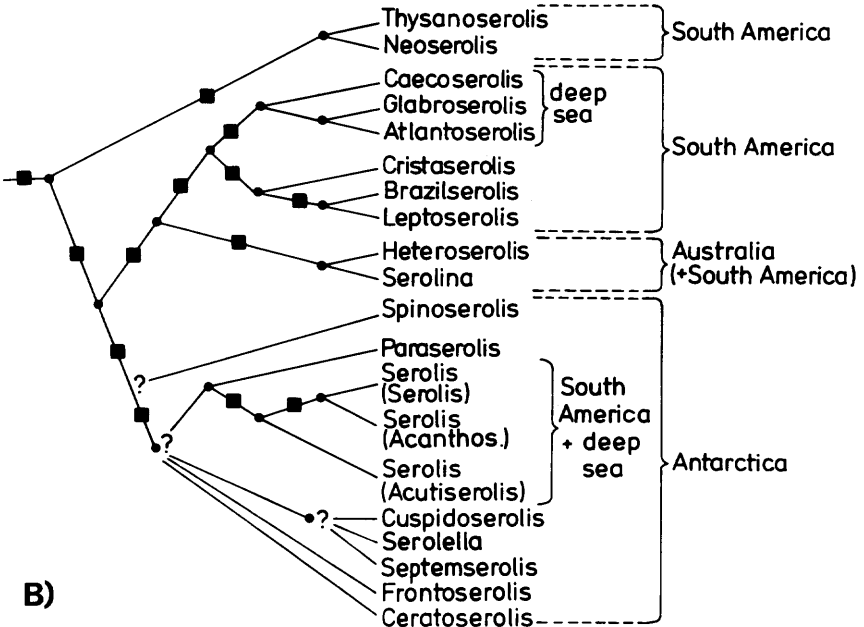 Thysanoserolis
Neoserolis
South America
Caecoserolis
Glabroserolis
Atlantoserolis
deep
sea
Cristaserolis
Brazilserolis
Leptoserolis
South America
Heteroserolis
Serolina
Australia
(+South America)
Spinoserolis
?
Paraserolis
Serolis
(Serolis)
Serolis
(Acanthos.)
Serolis
(Acutiserolis)
South
America
+ deep
sea
?
?
Cuspidoserolis
Serolella
Septemserolis
Frontoserolis
Ceratoserolis
Antarctica
B)